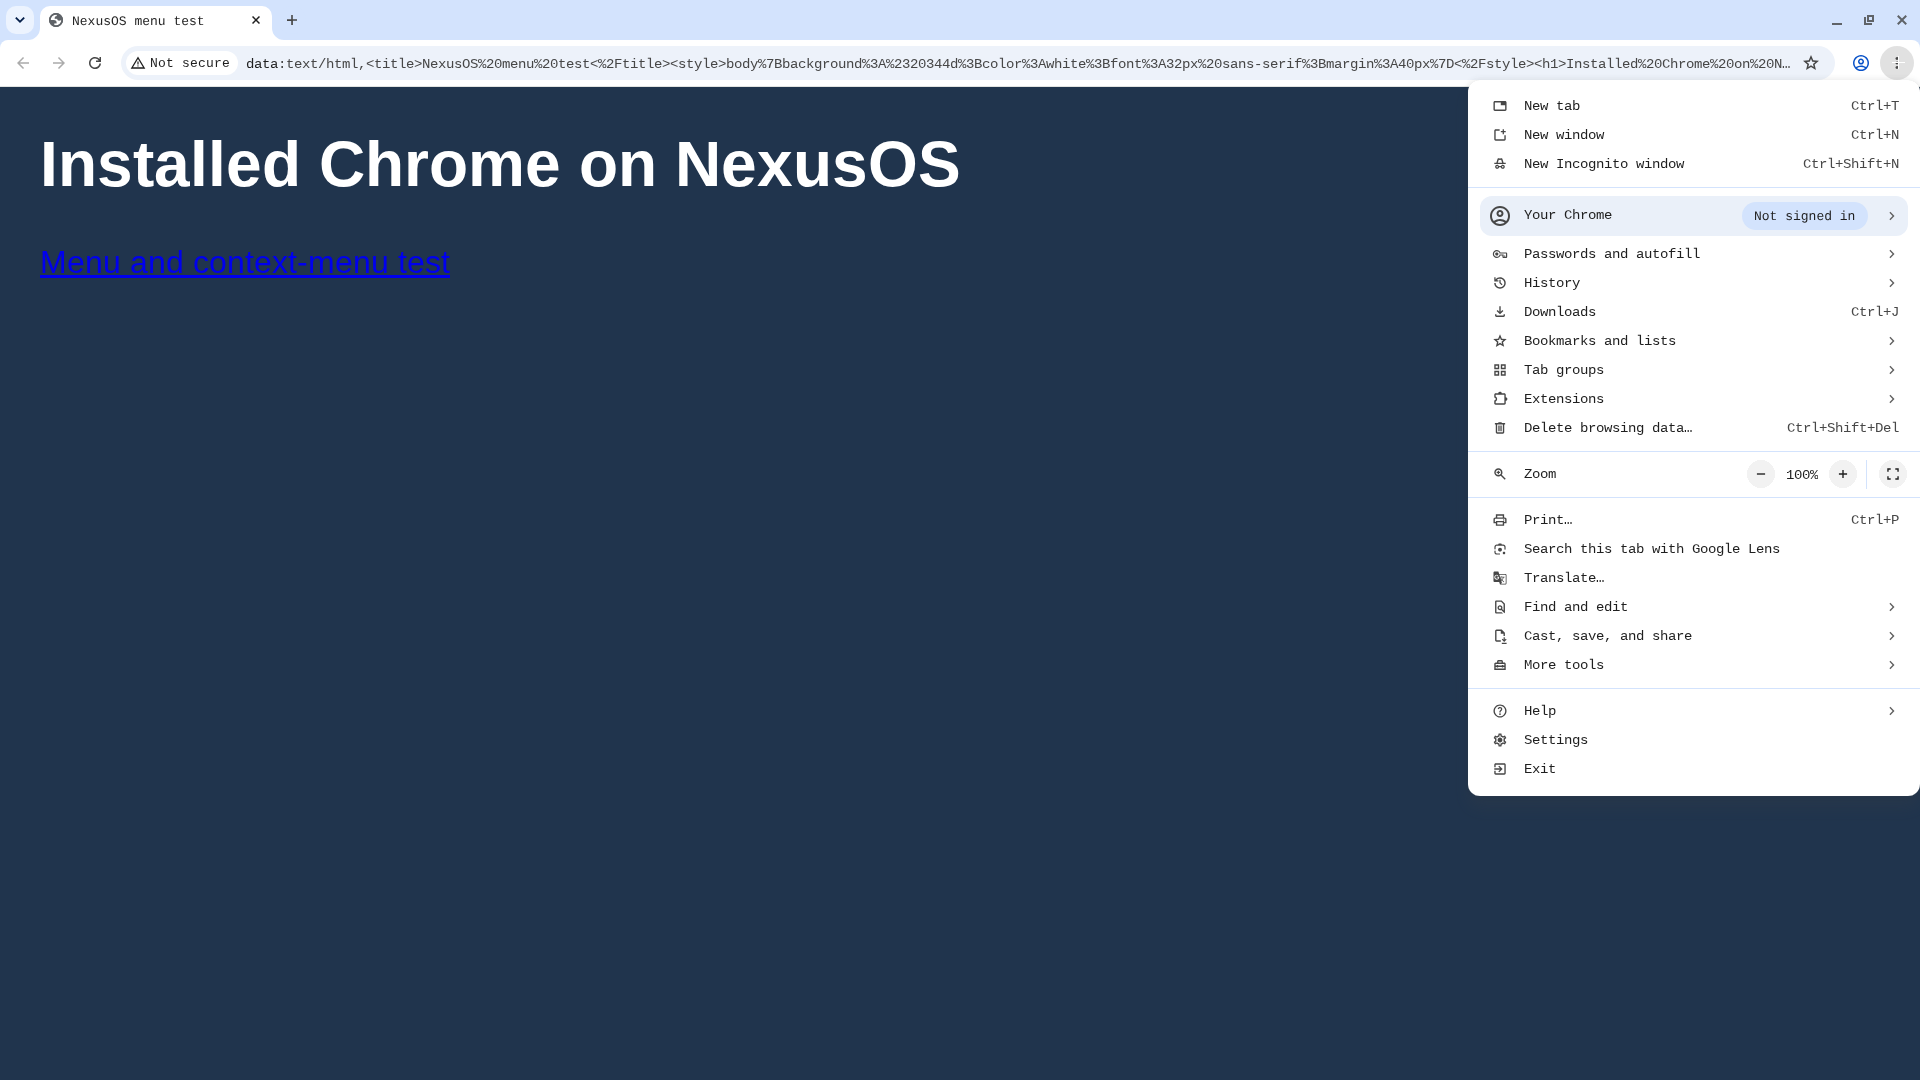 NexusOS menu test
Not secure
data:text/html,<title>NexusOS%20menu%20test<%2Ftitle><style>body%7Bbackground%3A%2320344d%3Bcolor%3Awhite%3Bfont%3A32px%20sans-serif%3Bmargin%3A40px%7D<%2Fstyle><h1>Installed%20Chrome%20on%20N…
Installed Chrome on NexusOS
Menu and context-menu test
New tab Ctrl+T
New window Ctrl+N
New Incognito window Ctrl+Shift+N
Your Chrome Not signed in
Passwords and autofill
History
Downloads Ctrl+J
Bookmarks and lists
Tab groups
Extensions
Delete browsing data… Ctrl+Shift+Del
Zoom − 100% +
Print… Ctrl+P
Search this tab with Google Lens
Translate…
Find and edit
Cast, save, and share
More tools
Help
Settings
Exit